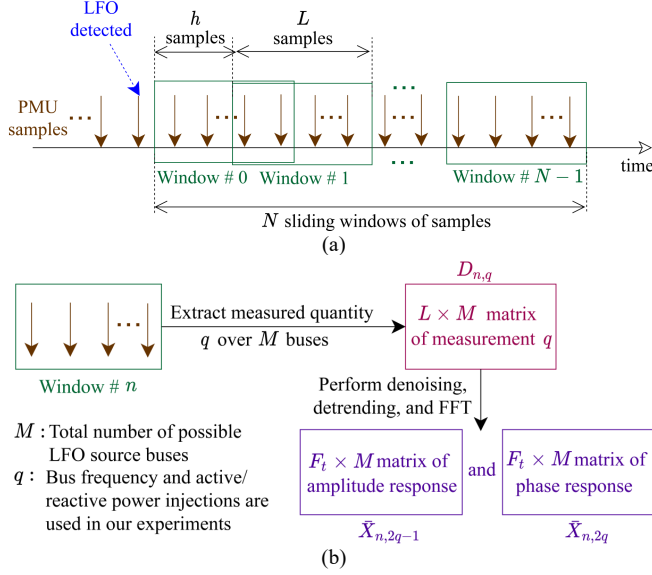 LFO
detected
h
samples
L
samples
PMU
samples
...
...
...
...
...
...
...
time
Window # 0
Window # 1
Window # N − 1
N sliding windows of samples
(a)
...
Window # n
Extract measured quantity
q over M buses
D_{n,q}
L × M matrix
of measurement q
Perform denoising,
detrending, and FFT
M : Total number of possible
LFO source buses
q : Bus frequency and active/
reactive power injections are
used in our experiments
F_t × M matrix of
amplitude response
and
F_t × M matrix of
phase response
X̄_{n,2q−1}
X̄_{n,2q}
(b)